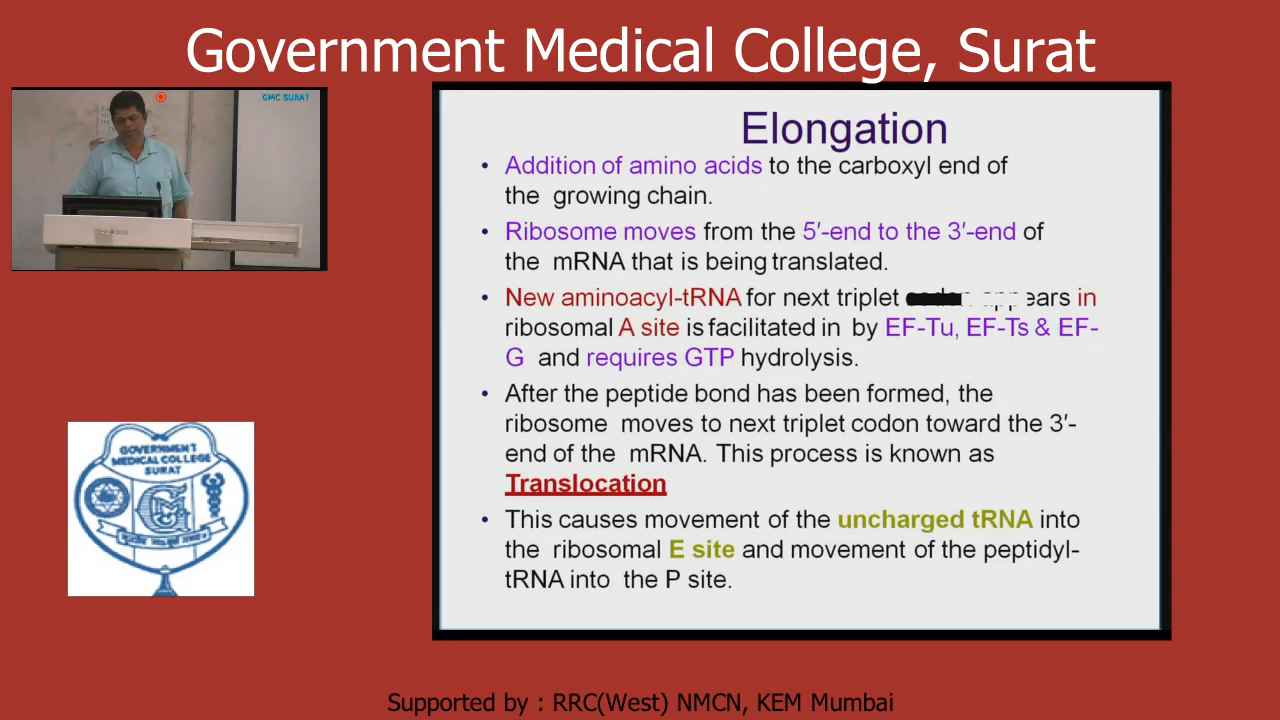 Government Medical College, Surat
GMC SURAT
Elongation
• Addition of amino acids to the carboxyl end of
the growing chain.
• Ribosome moves from the 5′-end to the 3′-end of
the mRNA that is being translated.
• New aminoacyl-tRNA for next triplet codon appears in
ribosomal A site is facilitated in by EF-Tu, EF-Ts & EF-
G and requires GTP hydrolysis.
• After the peptide bond has been formed, the
ribosome moves to next triplet codon toward the 3′-
end of the mRNA. This process is known as
Translocation
• This causes movement of the uncharged tRNA into
the ribosomal E site and movement of the peptidyl-
tRNA into the P site.
GOVERNMENT
MEDICAL COLLEGE
SURAT
Supported by : RRC(West) NMCN, KEM Mumbai